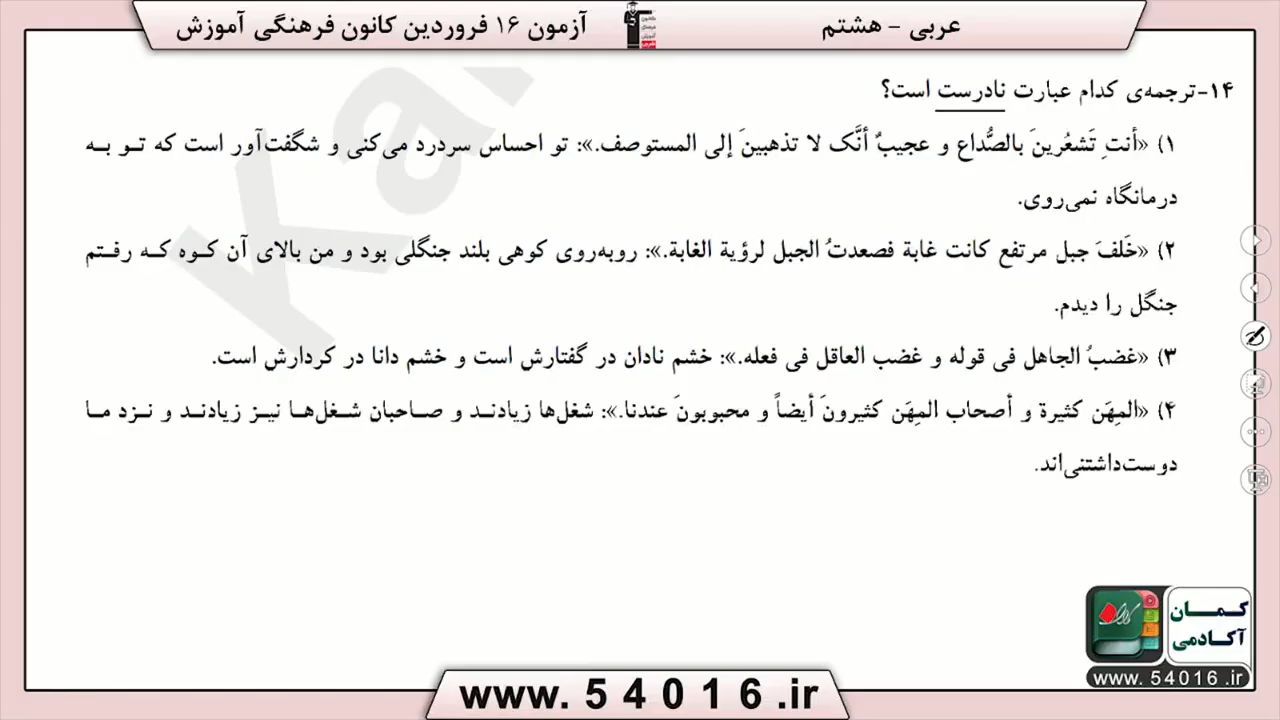 عربی - هشتم
آزمون ۱۶ فروردین کانون فرهنگی آموزش
۱۴-ترجمه‌ی کدام عبارت نادرست است؟
۱) «أنتِ تَشعُرینَ بالصُّداع و عجیبٌ أنَّک لا تذهبینَ إلی المستوصف.»: تو احساس سردرد می‌کنی و شگفت‌آور است که تو به
درمانگاه نمی‌روی.
۲) «خَلفَ جبل مرتفع کانت غابة فصعدتُ الجبل لرؤیة الغابة.»: روبه‌روی کوهی بلند جنگلی بود و من بالای آن کوه که رفتم
جنگل را دیدم.
۳) «غضبُ الجاهل فی قوله و غضب العاقل فی فعله.»: خشم نادان در گفتارش است و خشم دانا در کردارش است.
۴) «المِهَن کثیرة و أصحاب المِهَن کثیرونَ أیضاً و محبوبونَ عندنا.»: شغل‌ها زیادند و صاحبان شغل‌ها نیز زیادند و نزد ما
دوست‌داشتنی‌اند.
کمان
آکادمی
www. 54016 .ir
www. 5 4 0 1 6 .ir